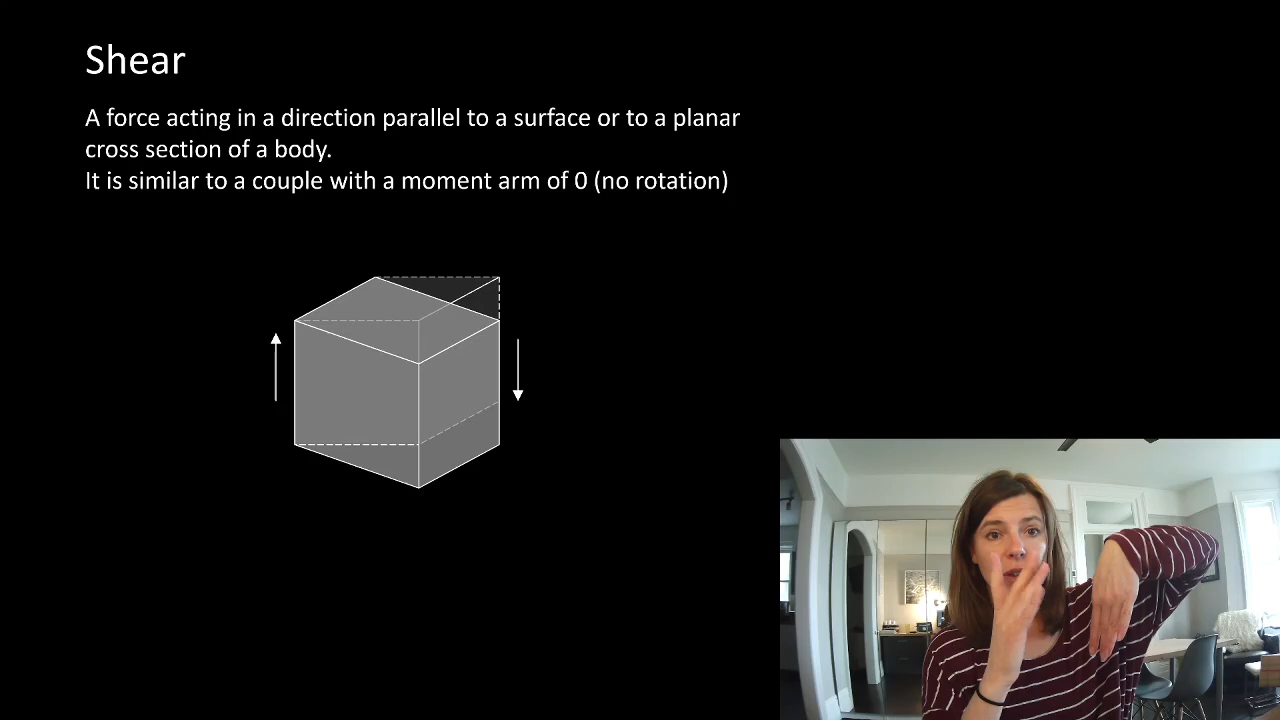 Shear
A force acting in a direction parallel to a surface or to a planar
cross section of a body.
It is similar to a couple with a moment arm of 0 (no rotation)